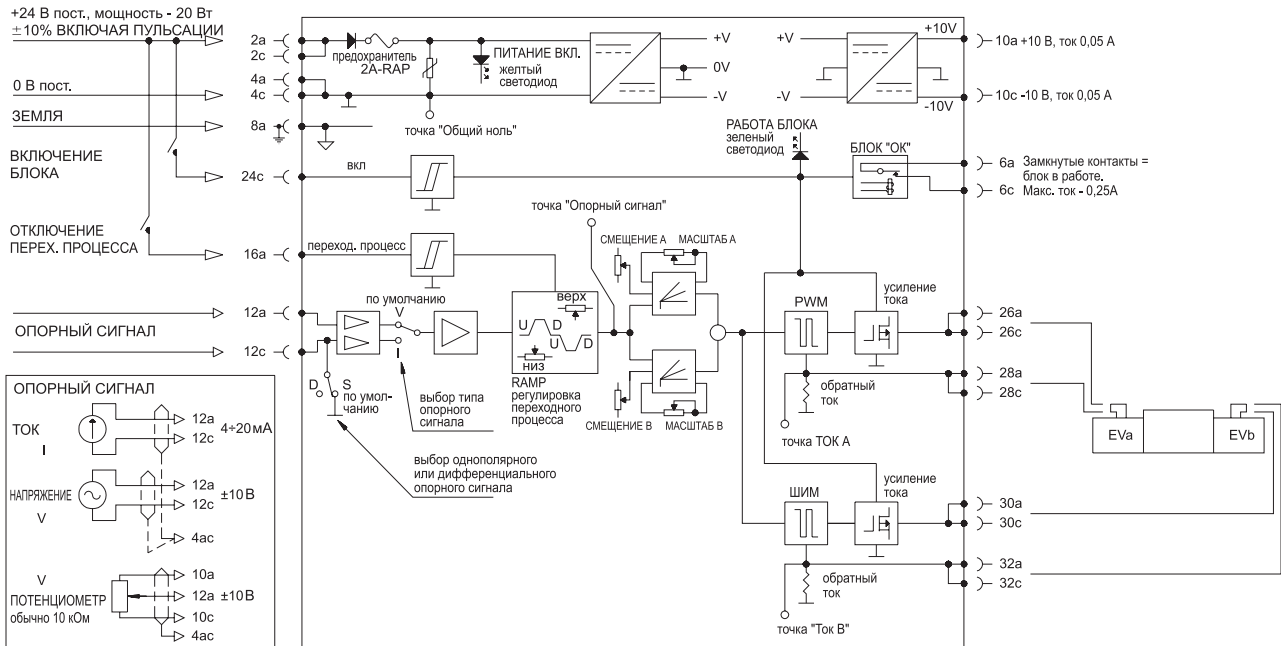 +24 В пост., мощность - 20 Вт
±10% ВКЛЮЧАЯ ПУЛЬСАЦИИ
2a
2c
предохранитель
2A-RAP
ПИТАНИЕ ВКЛ.
желтый
светодиод
+V
0V
-V
+V
-V
+10V
-10V
10a +10 В, ток 0,05 А
10c -10 В, ток 0,05 А
0 В пост.
4a
4c
точка "Общий ноль"
ЗЕМЛЯ
8a
ВКЛЮЧЕНИЕ
БЛОКА
24c
вкл
РАБОТА БЛОКА
зеленый
светодиод
БЛОК "ОК"
6a
6c
Замкнутые контакты =
блок в работе.
Макс. ток - 0,25А
ОТКЛЮЧЕНИЕ
ПЕРЕХ. ПРОЦЕССА
16a
переход. процесс
точка "Опорный сигнал"
СМЕЩЕНИЕ А
МАСШТАБ А
ОПОРНЫЙ СИГНАЛ
12a
12c
по умолчанию
V
I
D
S
по умол-
чанию
верх
U
D
U
D
низ
RAMP
регулировка
переходного
процесса
СМЕЩЕНИЕ В
МАСШТАБ В
выбор типа
опорного
сигнала
выбор однополярного
или дифференциального
опорного сигнала
PWM
усиление
тока
обратный
ток
точка ТОК А
26a
26c
28a
28c
EVa
EVb
ШИМ
усиление
тока
обратный
ток
точка "Ток В"
30a
30c
32a
32c
ОПОРНЫЙ СИГНАЛ
ТОК
I
12a
12c
4÷20мА
НАПРЯЖЕНИЕ
V
12a
12c
±10В
4ac
V
ПОТЕНЦИОМЕТР
обычно 10 кОм
10a
12a
±10В
10c
4ac